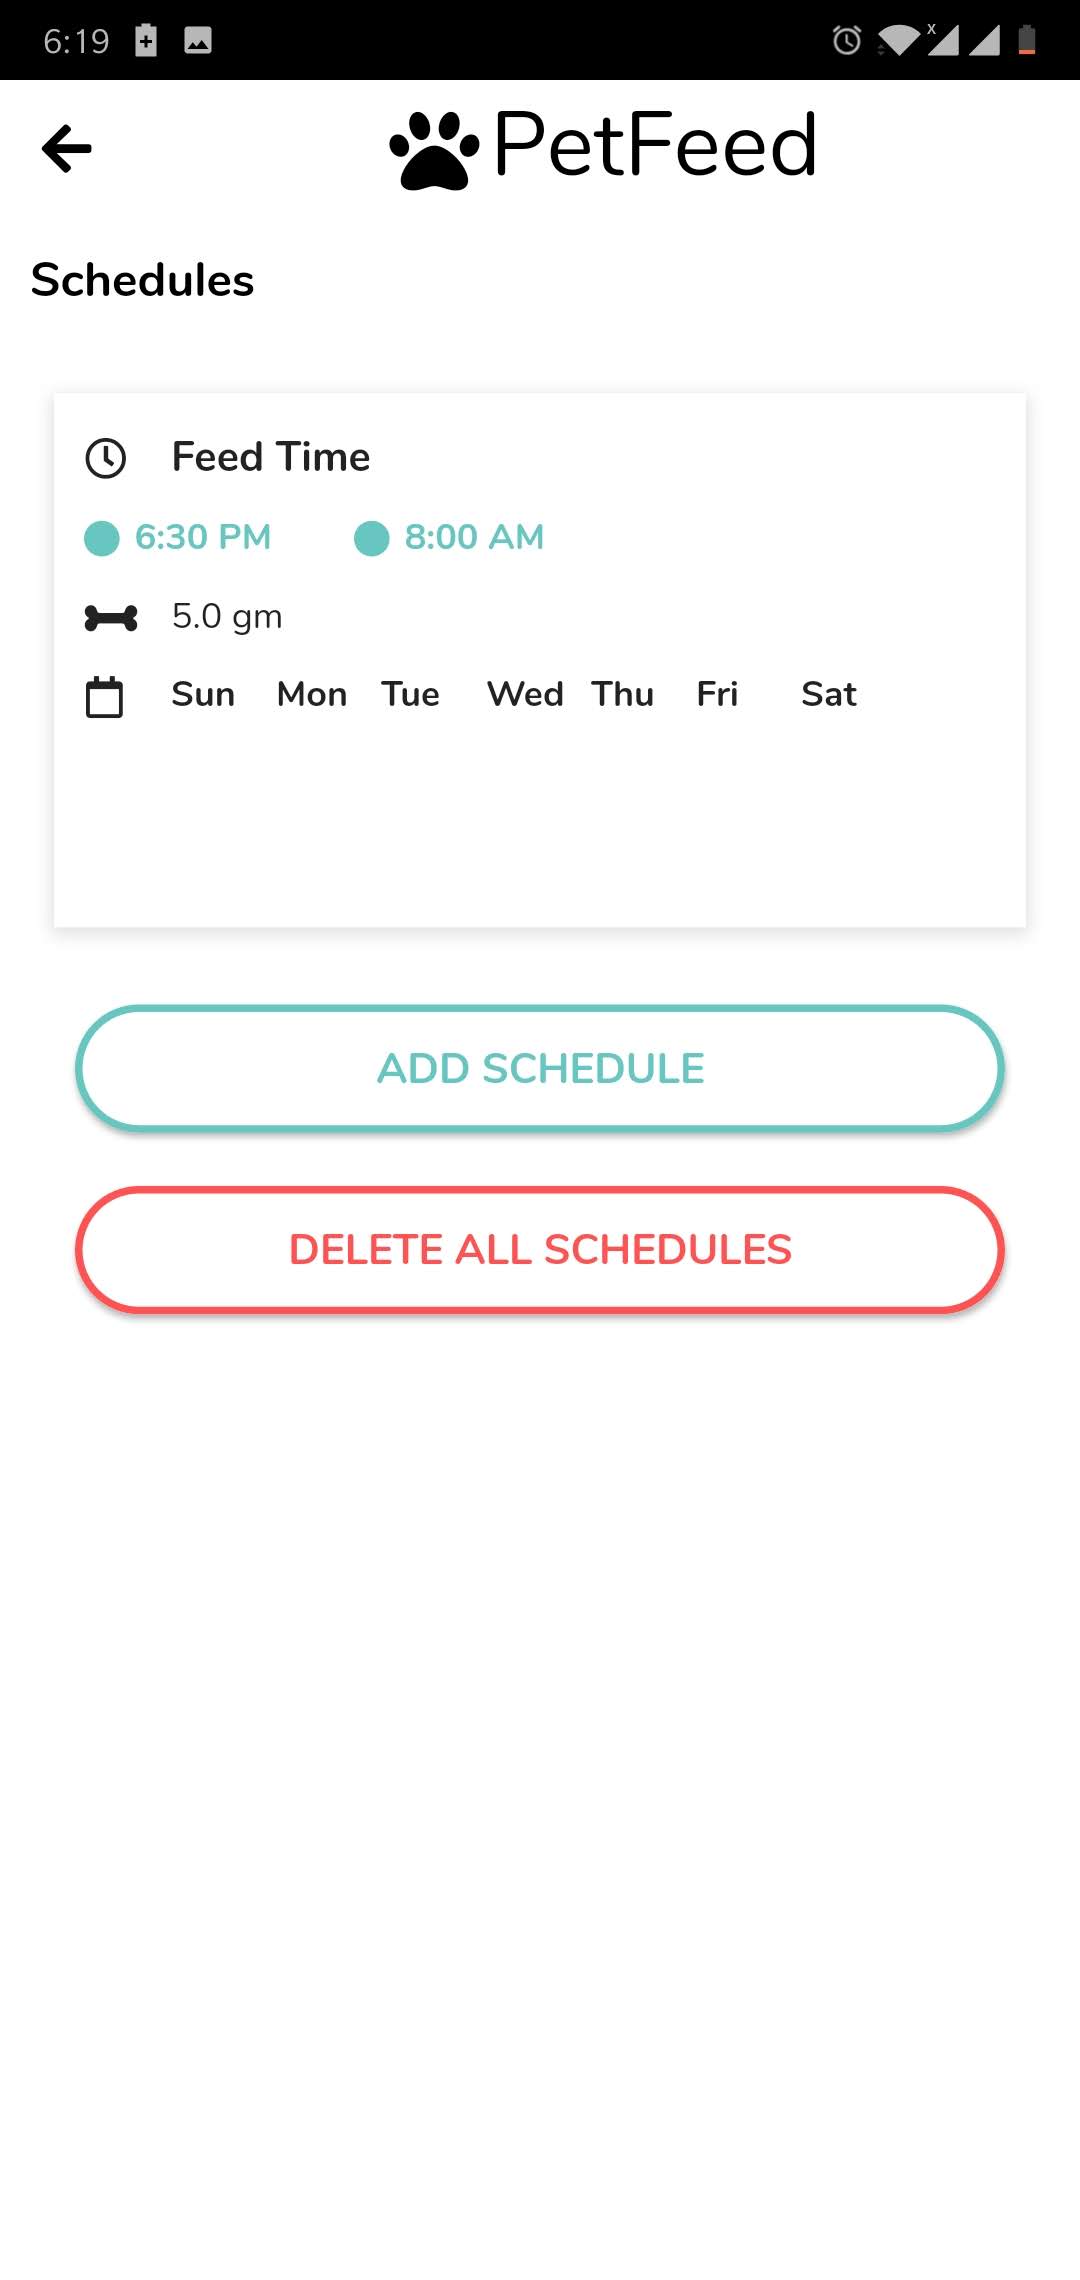 6:19
x
PetFeed
Schedules
Feed Time
6:30 PM 8:00 AM
5.0 gm
Sun Mon Tue Wed Thu Fri Sat
ADD SCHEDULE
DELETE ALL SCHEDULES